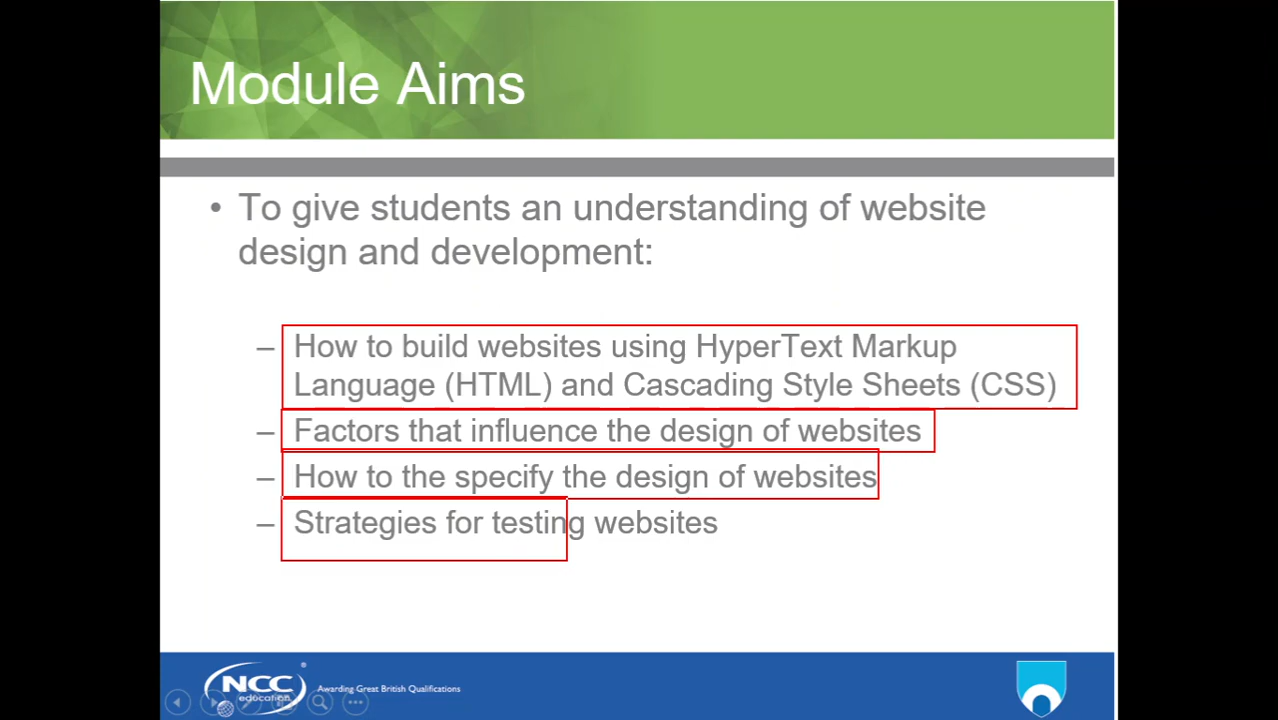 Module Aims
• To give students an understanding of website
design and development:
– How to build websites using HyperText Markup
Language (HTML) and Cascading Style Sheets (CSS)
– Factors that influence the design of websites
– How to the specify the design of websites
– Strategies for testing websites
NCC
education
®
Awarding Great British Qualifications